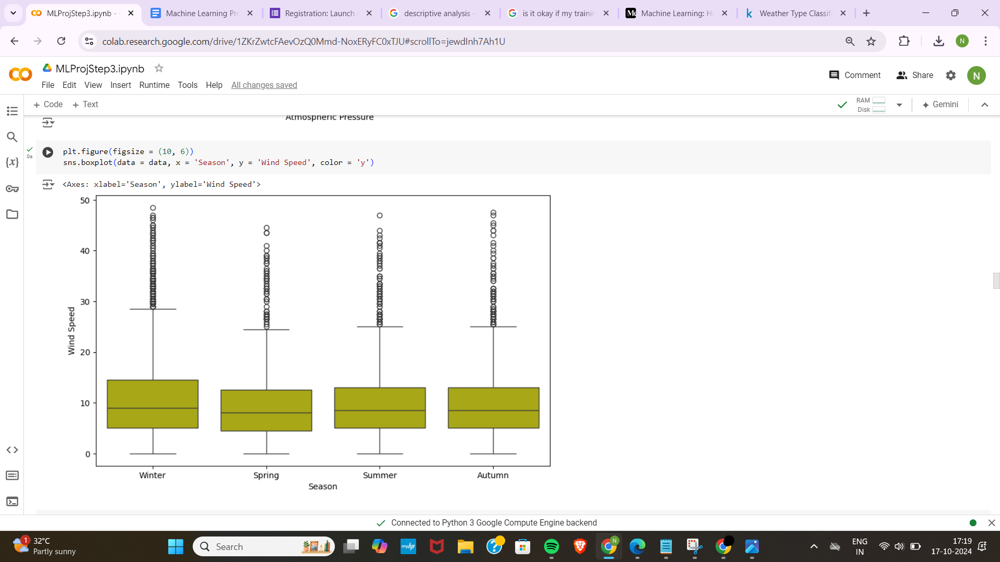 MLProjStep3.ipynb -
Machine Learning Pro
Registration: Launch
descriptive analysis -
is it okay if my trainin
Machine Learning: H
Weather Type Classifi
colab.research.google.com/drive/1ZKrZwtcFAevOzQ0Mmd-NoxERyFC0xTJU#scrollTo=jewdInh7Ah1U
N
MLProjStep3.ipynb
File Edit View Insert Runtime Tools Help All changes saved
Comment
Share
N
+ Code + Text
RAM
Disk
Gemini
Atmospheric Pressure
0s
plt.figure(figsize = (10, 6))
sns.boxplot(data = data, x = 'Season', y = 'Wind Speed', color = 'y')
<Axes: xlabel='Season', ylabel='Wind Speed'>
50
40
30
20
10
0
Wind Speed
Winter Spring Summer Autumn
Season
Connected to Python 3 Google Compute Engine backend
1
32°C
Partly sunny
Search
myhp
N
ENG
IN
17:19
17-10-2024